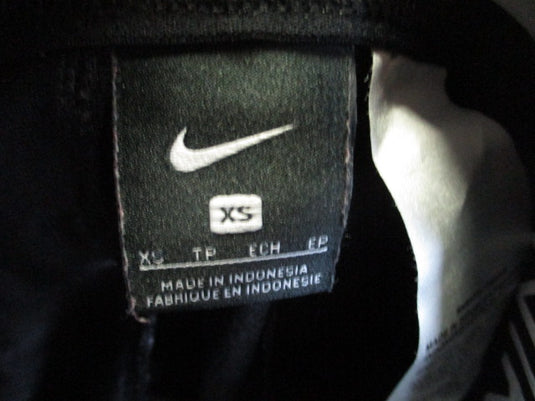 XS
XS TP ECH EP
MADE IN INDONESIA
FABRIQUE EN INDONESIE